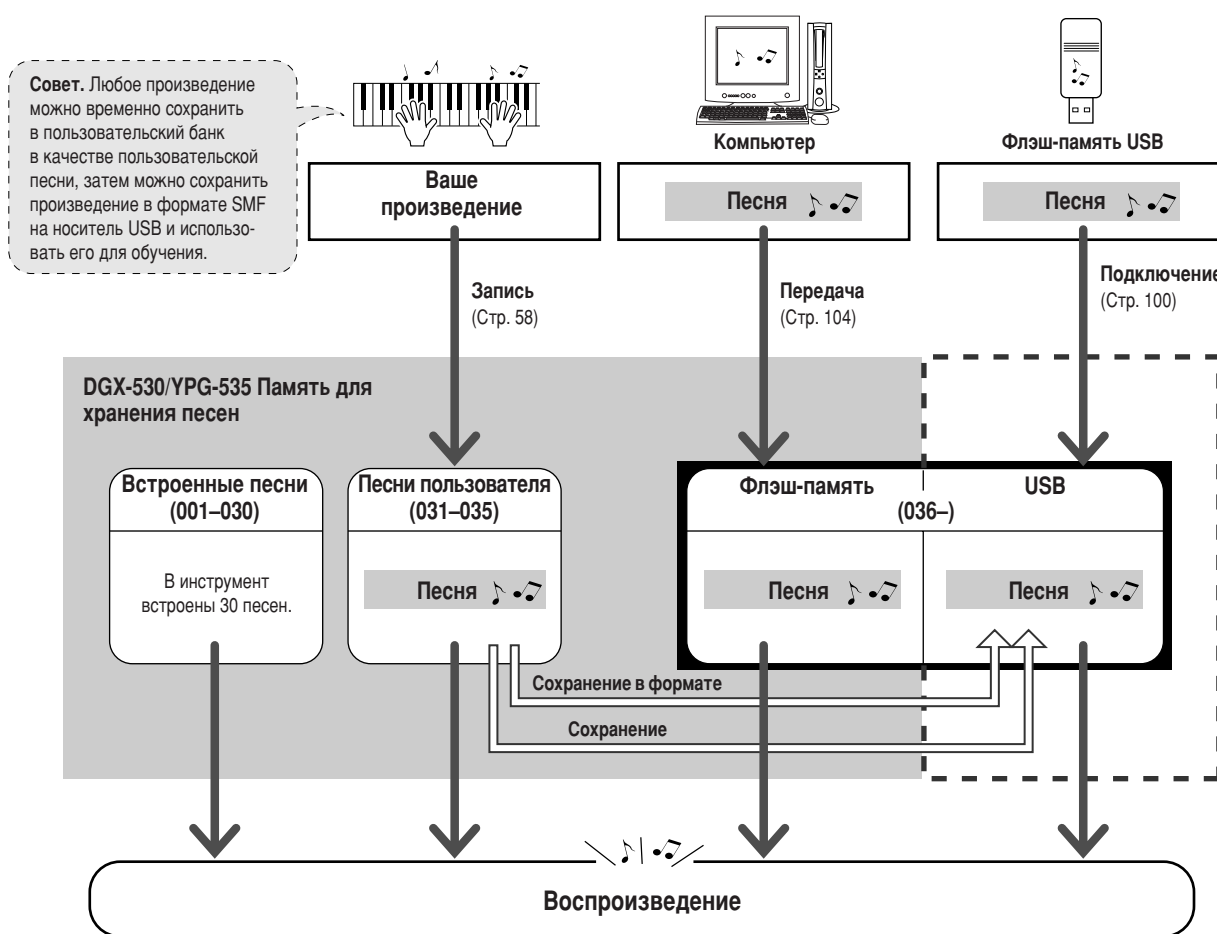 Совет. Любое произведение
можно временно сохранить
в пользовательский банк
в качестве пользовательской
песни, затем можно сохранить
произведение в формате SMF
на носитель USB и использо-
вать его для обучения.
Компьютер
Флэш-память USB
Ваше
произведение
Песня
Песня
Запись
(Стр. 58)
Передача
(Стр. 104)
Подключение
(Стр. 100)
DGX-530/YPG-535 Память для
хранения песен
Встроенные песни
(001–030)
Песни пользователя
(031–035)
Флэш-память
USB
(036–)
В инструмент
встроены 30 песен.
Песня
Песня
Песня
Сохранение в формате
Сохранение
Воспроизведение